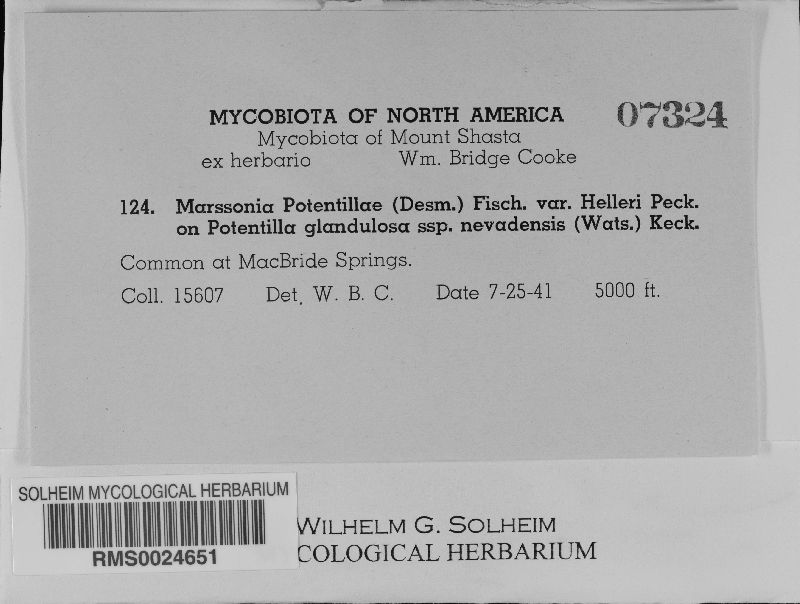 MYCOBIOTA OF NORTH AMERICA
07324
Mycobiota of Mount Shasta
ex herbario Wm. Bridge Cooke
124. Marssonia Potentillae (Desm.) Fisch. var. Helleri Peck.
on Potentilla glandulosa ssp. nevadensis (Wats.) Keck.
Common at MacBride Springs.
Coll. 15607 Det. W. B. C. Date 7-25-41 5000 ft.
SOLHEIM MYCOLOGICAL HERBARIUM
RMS0024651
WILHELM G. SOLHEIM
COLOGICAL HERBARIUM